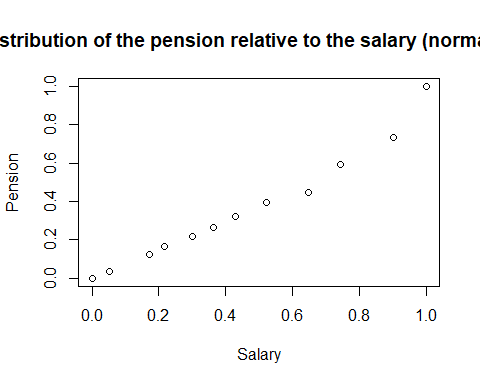 stribution of the pension relative to the salary (norma
Pension
0.0 0.2 0.4 0.6 0.8 1.0
0.0 0.2 0.4 0.6 0.8 1.0
Salary